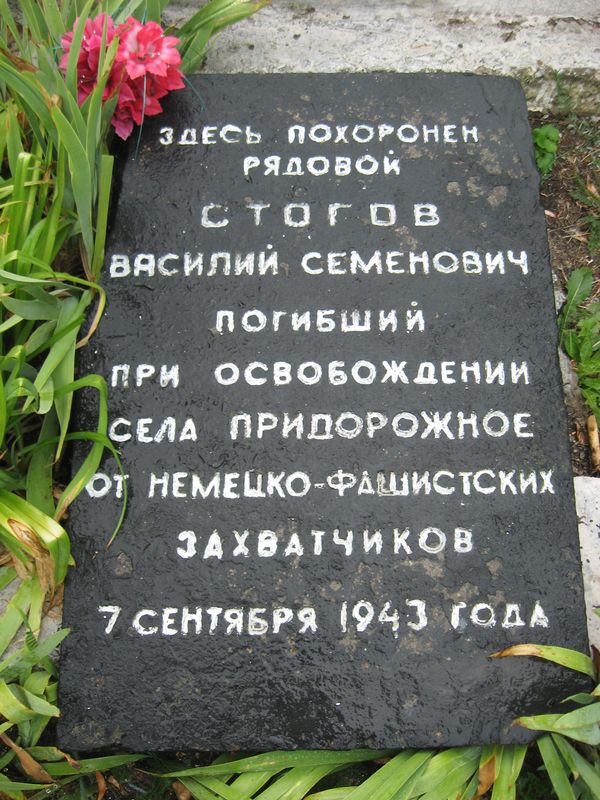 ЗДЕСЬ ПОХОРОНЕН
РЯДОВОЙ
СТОГОВ
ВАСИЛИЙ СЕМЕНОВИЧ
ПОГИБШИЙ
ПРИ ОСВОБОЖДЕНИИ
СЕЛА ПРИДОРОЖНОЕ
ОТ НЕМЕЦКО-ФАШИСТСКИХ
ЗАХВАТЧИКОВ
7 СЕНТЯБРЯ 1943 ГОДА